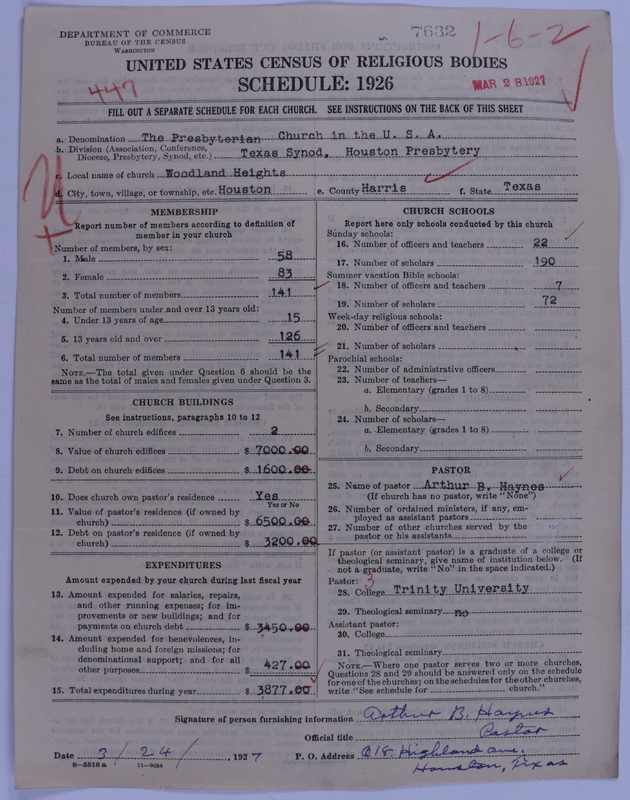 DEPARTMENT OF COMMERCE
BUREAU OF THE CENSUS
WASHINGTON
7632
1-6-2
UNITED STATES CENSUS OF RELIGIOUS BODIES
SCHEDULE: 1926
MAR 28 1927
447
FILL OUT A SEPARATE SCHEDULE FOR EACH CHURCH. SEE INSTRUCTIONS ON THE BACK OF THIS SHEET
a. Denomination The Presbyterian Church in the U. S. A.
b. Division (Association, Conference, Diocese, Presbytery, Synod, etc.) Texas Synod, Houston Presbytery
c. Local name of church Woodland Heights
d. City, town, village, or township, etc. Houston e. County Harris f. State Texas
MEMBERSHIP
Report number of members according to definition of
member in your church
Number of members, by sex:
1. Male 58
2. Female 83
3. Total number of members 141
Number of members under and over 13 years old:
4. Under 13 years of age 15
5. 13 years old and over 126
6. Total number of members 141
NOTE.—The total given under Question 6 should be
same as the total of males and females given under Question 3.
CHURCH BUILDINGS
See instructions, paragraphs 10 to 12
7. Number of church edifices 2
8. Value of church edifices $ 7000.00
9. Debt on church edifices $ 1600.00
10. Does church own pastor's residence Yes
Yes or No
11. Value of pastor's residence (if owned by
church) $ 6500.00
12. Debt on pastor's residence (if owned by
church) $ 3200.00
EXPENDITURES
Amount expended by your church during last fiscal year
13. Amount expended for salaries, repairs,
and other running expenses; for im-
provements or new buildings; and for
payments on church debt $ 3450.00
14. Amount expended for benevolences, in-
cluding home and foreign missions; for
denominational support; and for all
other purposes $ 427.00
15. Total expenditures during year $ 3877.00
CHURCH SCHOOLS
Report here only schools conducted by this church
Sunday schools:
16. Number of officers and teachers 22
17. Number of scholars 190
Summer vacation Bible schools:
18. Number of officers and teachers 7
19. Number of scholars 72
Week-day religious schools:
20. Number of officers and teachers
21. Number of scholars
Parochial schools:
22. Number of administrative officers
23. Number of teachers—
a. Elementary (grades 1 to 8)
b. Secondary
24. Number of scholars—
a. Elementary (grades 1 to 8)
b. Secondary
PASTOR
25. Name of pastor Arthur B. Haynes
(If church has no pastor, write "None")
26. Number of ordained ministers, if any, em-
ployed as assistant pastors
27. Number of other churches served by the
pastor or his assistants
If pastor (or assistant pastor) is a graduate of a college or
theological seminary, give name of institution below. (If
not a graduate, write "No" in the space indicated.)
Pastor: 3
28. College Trinity University
29. Theological seminary no
Assistant pastor:
30. College
31. Theological seminary
NOTE.—Where one pastor serves two or more churches,
Questions 28 and 29 should be answered only on the schedule
for one of the churches; on the schedules for the other churches,
write "See schedule for church."
Signature of person furnishing information Arthur B. Haynes
Official title Pastor
Date 3/24/, 1927 P. O. Address 218 Highland ave.
Houston, Texas
8-5518 a 11-9034